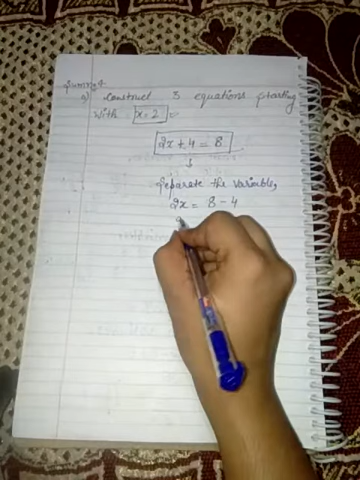 a) Construct 3 equations starting
with x = 2 :-
2x + 4 = 8
Separate the variable,
2x = 8 - 4